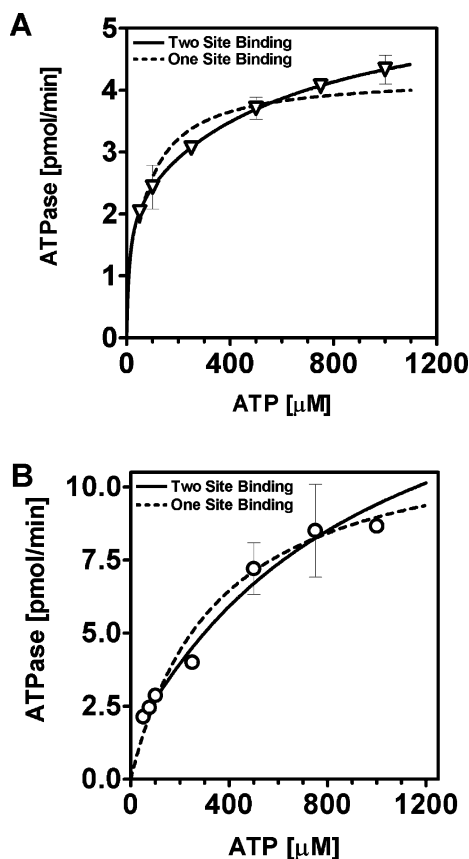 A
Two Site Binding
One Site Binding
5
4
3
2
1
0
ATPase [pmol/min]
0 400 800 1200
ATP [μM]
B
Two Site Binding
One Site Binding
10.0
7.5
5.0
2.5
0.0
ATPase [pmol/min]
0 400 800 1200
ATP [μM]